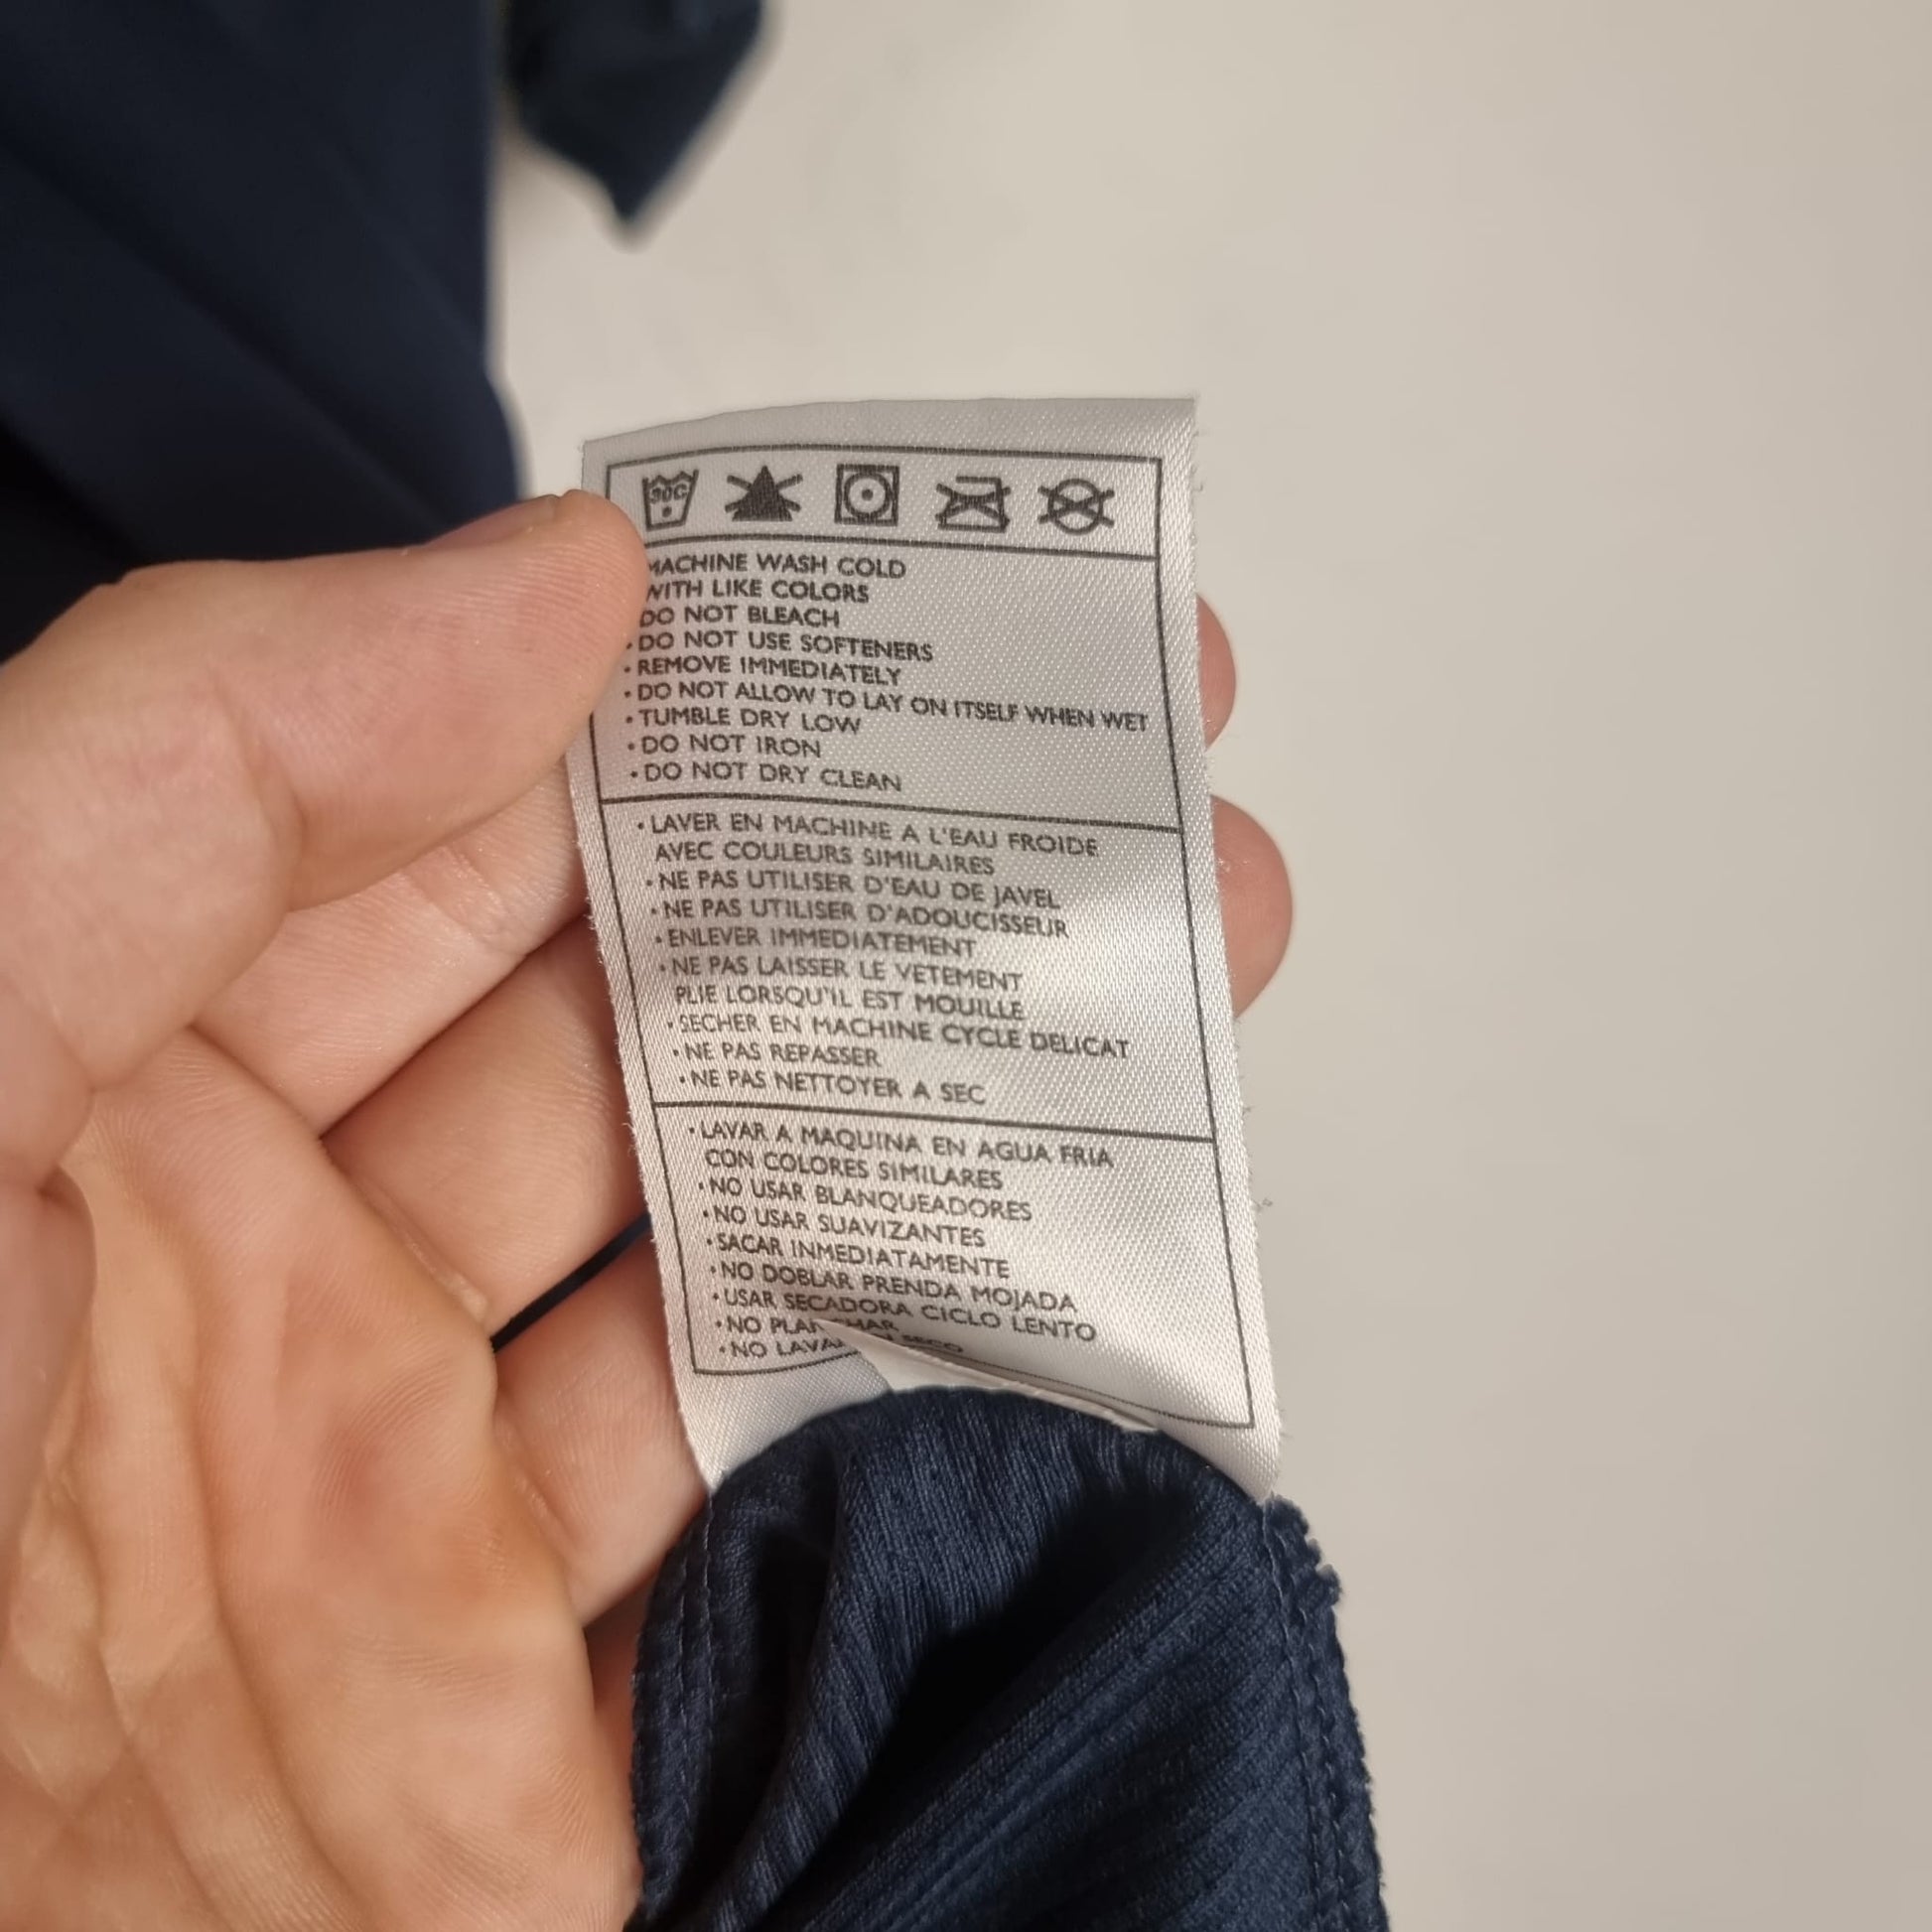 30C
MACHINE WASH COLD
WITH LIKE COLORS
DO NOT BLEACH
• DO NOT USE SOFTENERS
• REMOVE IMMEDIATELY
• DO NOT ALLOW TO LAY ON ITSELF WHEN WET
• TUMBLE DRY LOW
• DO NOT IRON
• DO NOT DRY CLEAN
• LAVER EN MACHINE A L'EAU FROIDE
AVEC COULEURS SIMILAIRES
• NE PAS UTILISER D'EAU DE JAVEL
• NE PAS UTILISER D'ADOUCISSEUR
• ENLEVER IMMEDIATEMENT
• NE PAS LAISSER LE VETEMENT
PLIE LORSQU'IL EST MOUILLE
• SECHER EN MACHINE CYCLE DELICAT
• NE PAS REPASSER
• NE PAS NETTOYER A SEC
• LAVAR A MAQUINA EN AGUA FRIA
CON COLORES SIMILARES
• NO USAR BLANQUEADORES
• NO USAR SUAVIZANTES
• SACAR INMEDIATAMENTE
• NO DOBLAR PRENDA MOJADA
• USAR SECADORA CICLO LENTO
• NO PLANCHAR
• NO LAVAR SECO